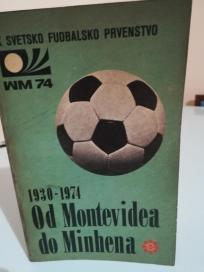 X SVETSKO FUDBALSKO PRVENSTVO
WM 74
1930-1974
Od Montevidea
do Minhena